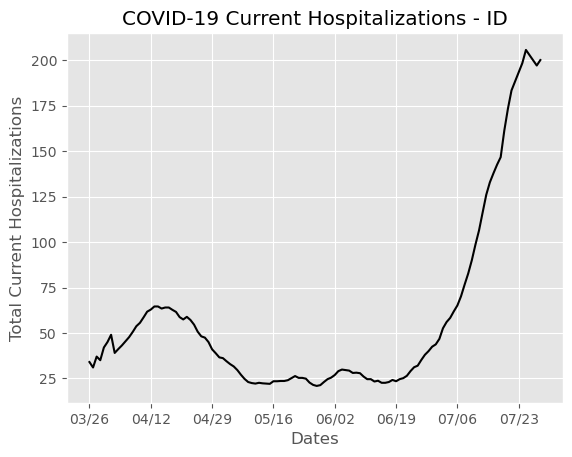 COVID-19 Current Hospitalizations - ID
Total Current Hospitalizations
200
175
150
125
100
75
50
25
03/26 04/12 04/29 05/16 06/02 06/19 07/06 07/23
Dates